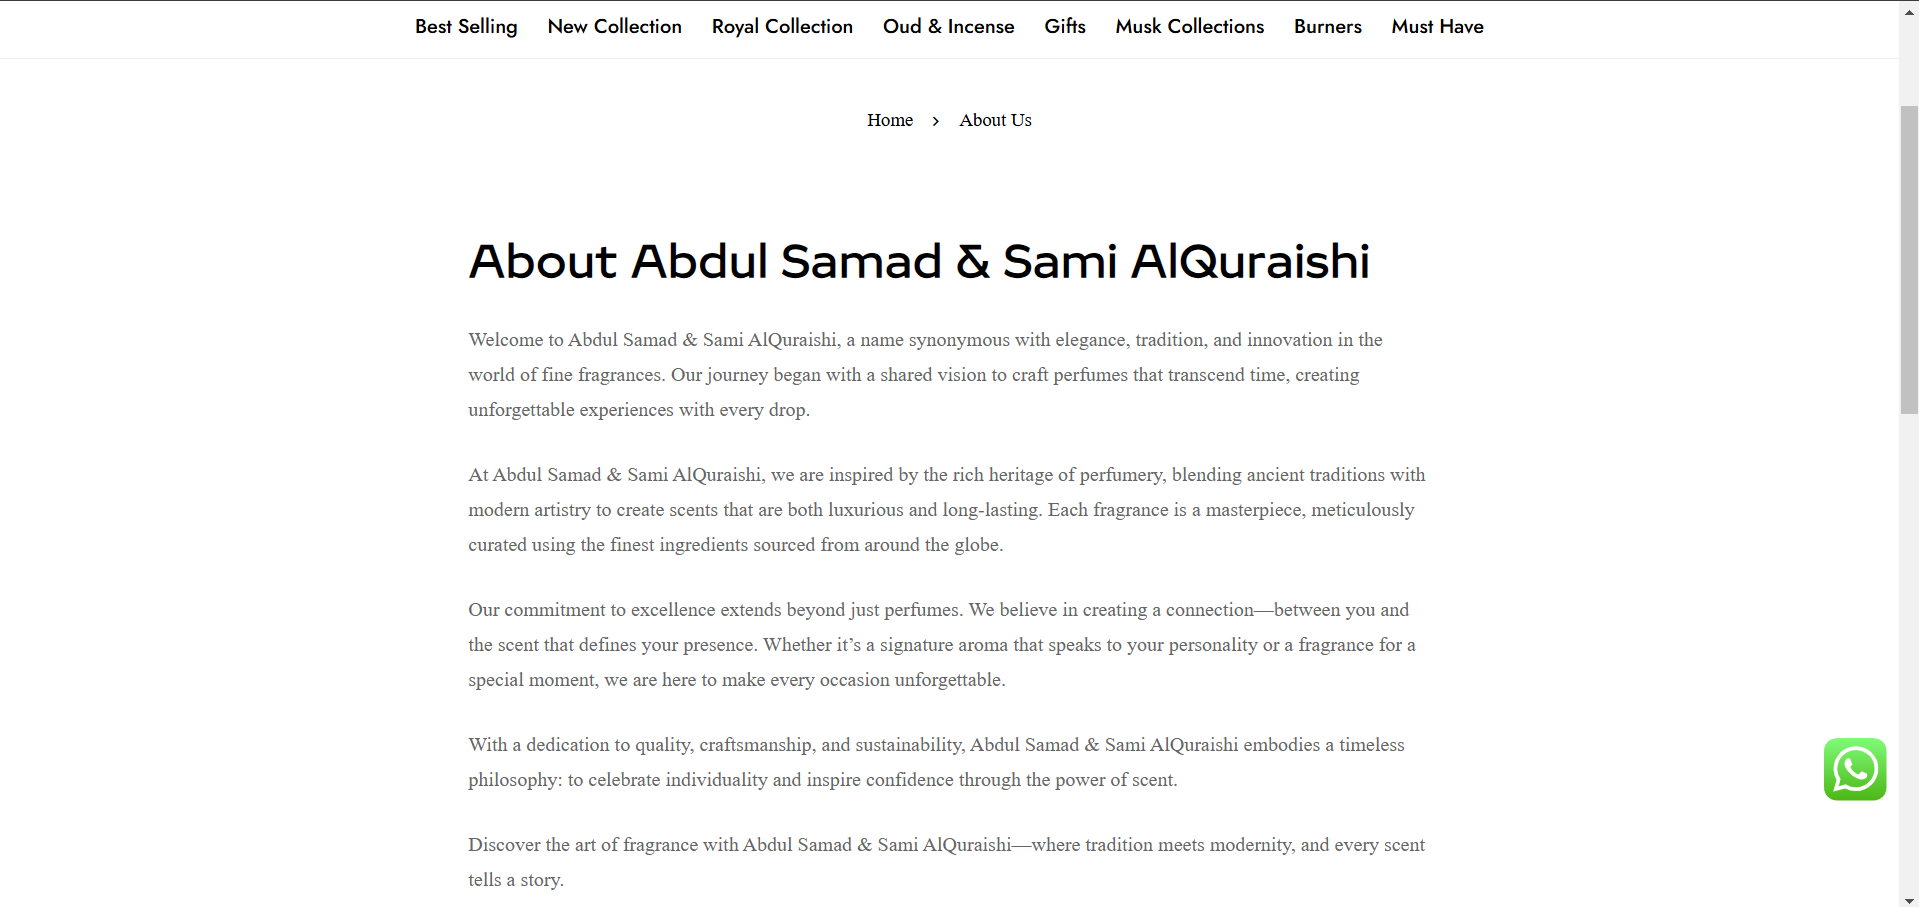 Best Selling New Collection Royal Collection Oud & Incense Gifts Musk Collections Burners Must Have
Home > About Us
About Abdul Samad & Sami AlQuraishi
Welcome to Abdul Samad & Sami AlQuraishi, a name synonymous with elegance, tradition, and innovation in the
world of fine fragrances. Our journey began with a shared vision to craft perfumes that transcend time, creating
unforgettable experiences with every drop.
At Abdul Samad & Sami AlQuraishi, we are inspired by the rich heritage of perfumery, blending ancient traditions with
modern artistry to create scents that are both luxurious and long-lasting. Each fragrance is a masterpiece, meticulously
curated using the finest ingredients sourced from around the globe.
Our commitment to excellence extends beyond just perfumes. We believe in creating a connection—between you and
the scent that defines your presence. Whether it’s a signature aroma that speaks to your personality or a fragrance for a
special moment, we are here to make every occasion unforgettable.
With a dedication to quality, craftsmanship, and sustainability, Abdul Samad & Sami AlQuraishi embodies a timeless
philosophy: to celebrate individuality and inspire confidence through the power of scent.
Discover the art of fragrance with Abdul Samad & Sami AlQuraishi—where tradition meets modernity, and every scent
tells a story.